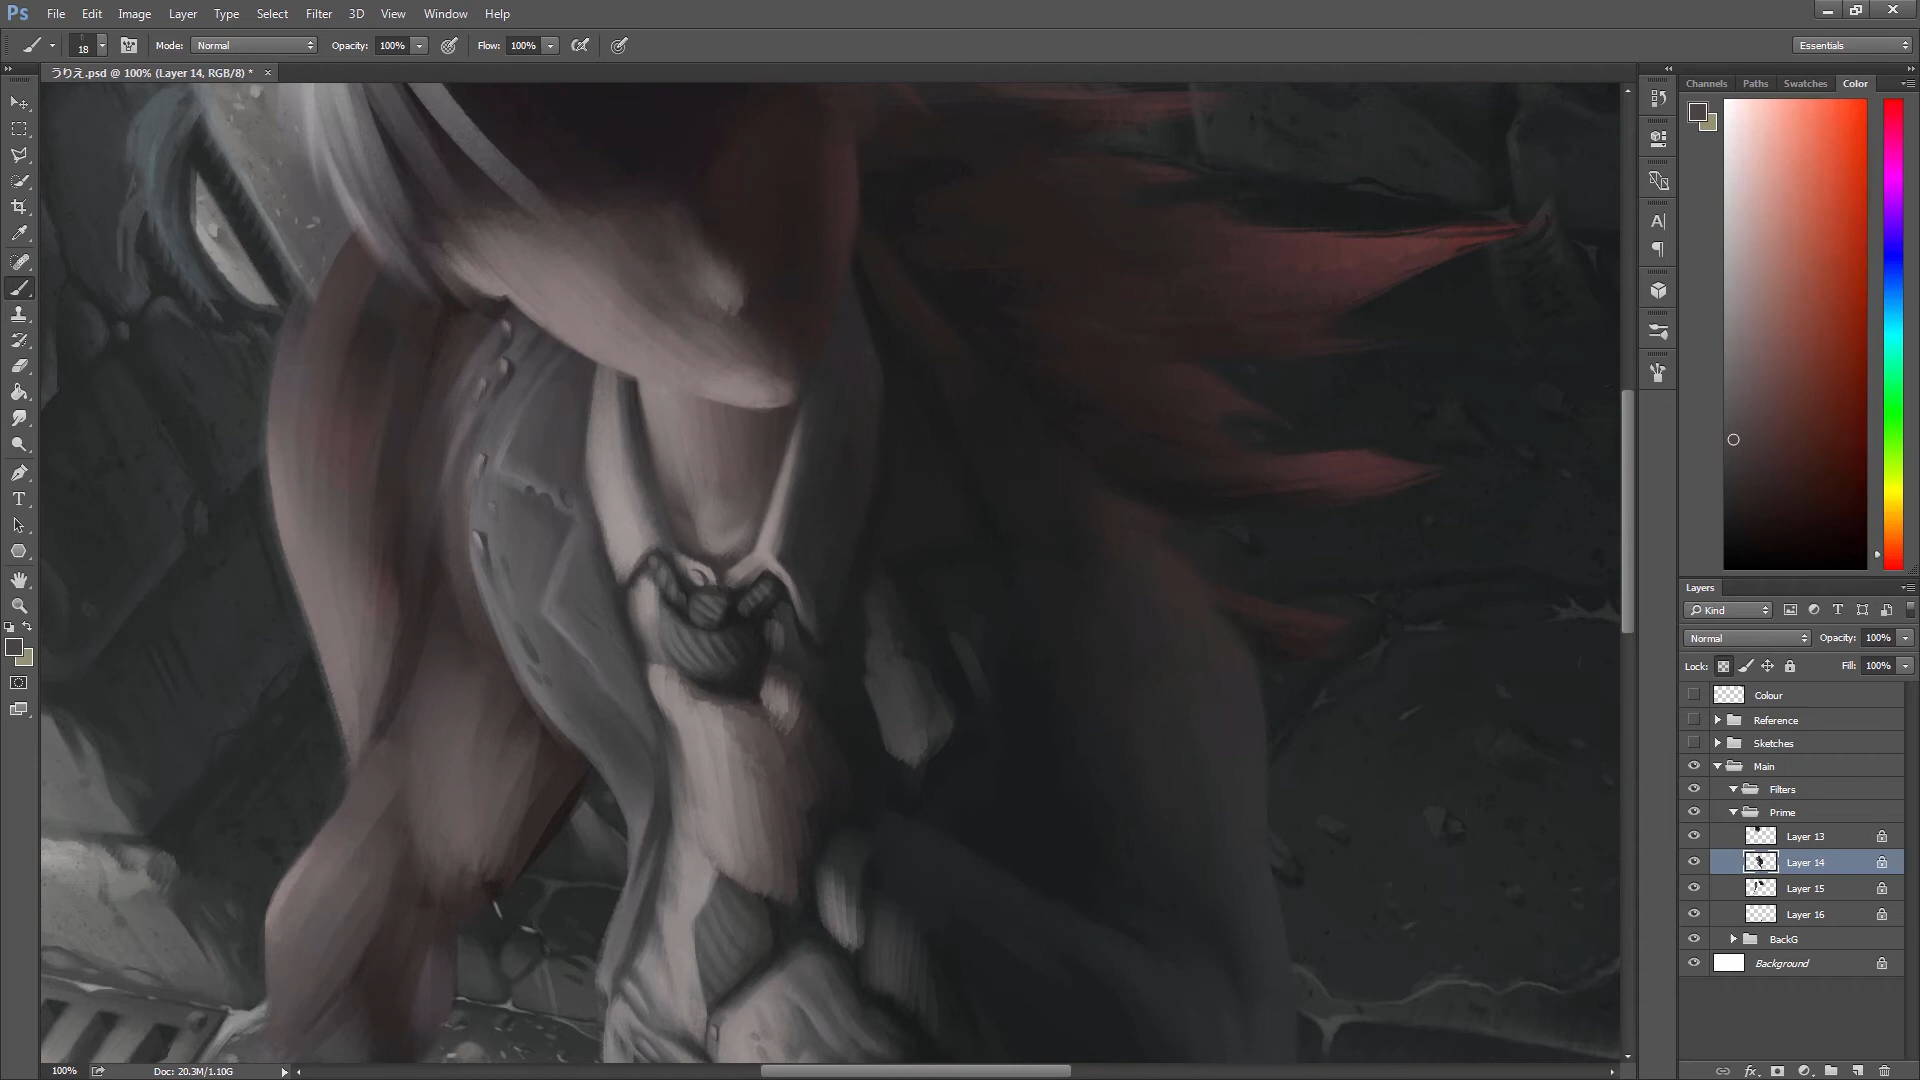 Ps File Edit Image Layer Type Select Filter 3D View Window Help
18 Mode: Normal Opacity: 100% Flow: 100% Essentials
うりえ.psd @ 100% (Layer 14, RGB/8) * ×
Channels Paths Swatches Color
Layers
Kind
Normal Opacity: 100%
Lock: Fill: 100%
Colour
Reference
Sketches
Main
Filters
Prime
Layer 13
Layer 14
Layer 15
Layer 16
BackG
Background
100% Doc: 20.3M/1.10G